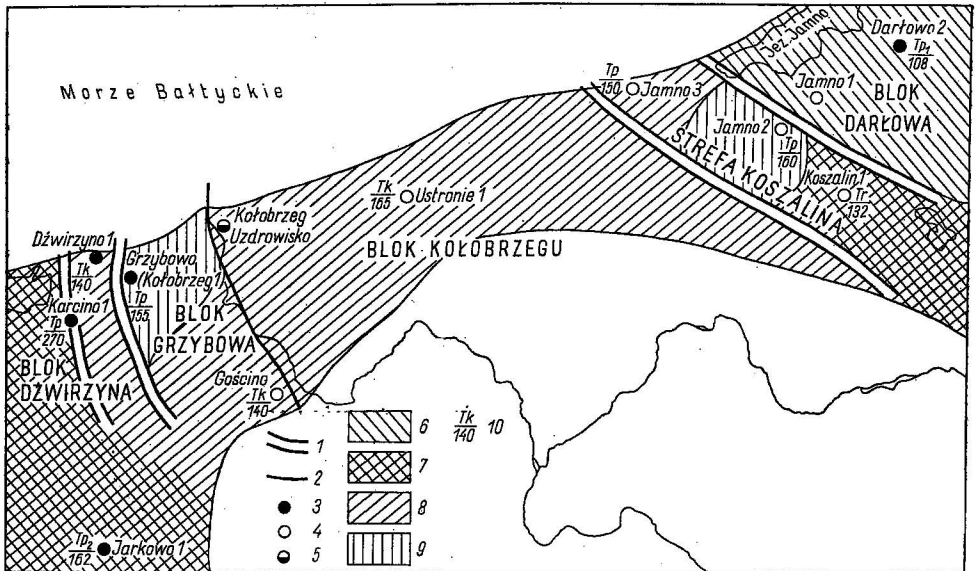 Morze Bałtyckie
Jez. Jamno
Darłowo 2
Tp1
108
Jamno 1
BLOK
DARŁOWA
Tp
150
Jamno 3
Jamno 2
Tp
160
STREFA KOSZALINA
Koszalin 1
Tr
132
Tk
165
Ustronie 1
BLOK KOŁOBRZEGU
Kołobrzeg
Uzdrowisko
Dźwirzyno 1
Tk
140
Grzybowo
(Kołobrzeg 1)
Tp
155
Karcino 1
Tp
270
BLOK
GRZYBOWA
BLOK
DŹWIRZYNA
Gościno
Tk
140
Tp2
162
Jarkowo 1
1
2
3
4
5
6
7
8
9
Tk
140
10